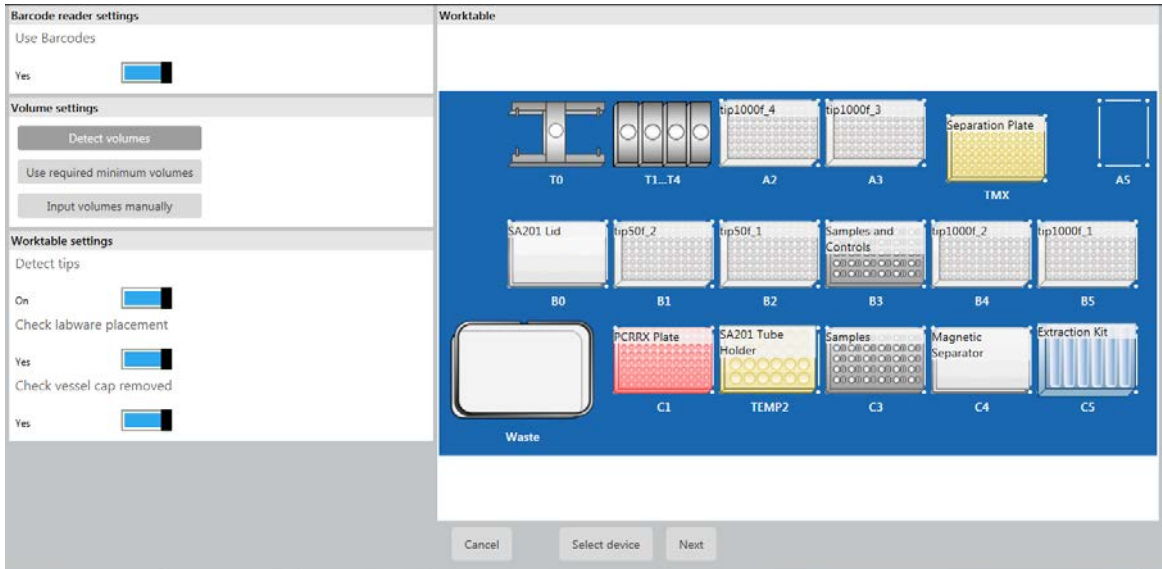 Barcode reader settings
Use Barcodes
Yes
Volume settings
Detect volumes
Use required minimum volumes
Input volumes manually
Worktable settings
Detect tips
On
Check labware placement
Yes
Check vessel cap removed
Yes
Worktable
tip1000f_4
tip1000f_3
Separation Plate
T0
T1...T4
A2
A3
TMX
A5
SA201 Lid
tip50f_2
tip50f_1
Samples and
Controls
tip1000f_2
tip1000f_1
B0
B1
B2
B3
B4
B5
PCRRX Plate
SA201 Tube
Holder
Samples
Magnetic
Separator
Extraction Kit
C1
TEMP2
C3
C4
C5
Waste
Cancel
Select device
Next